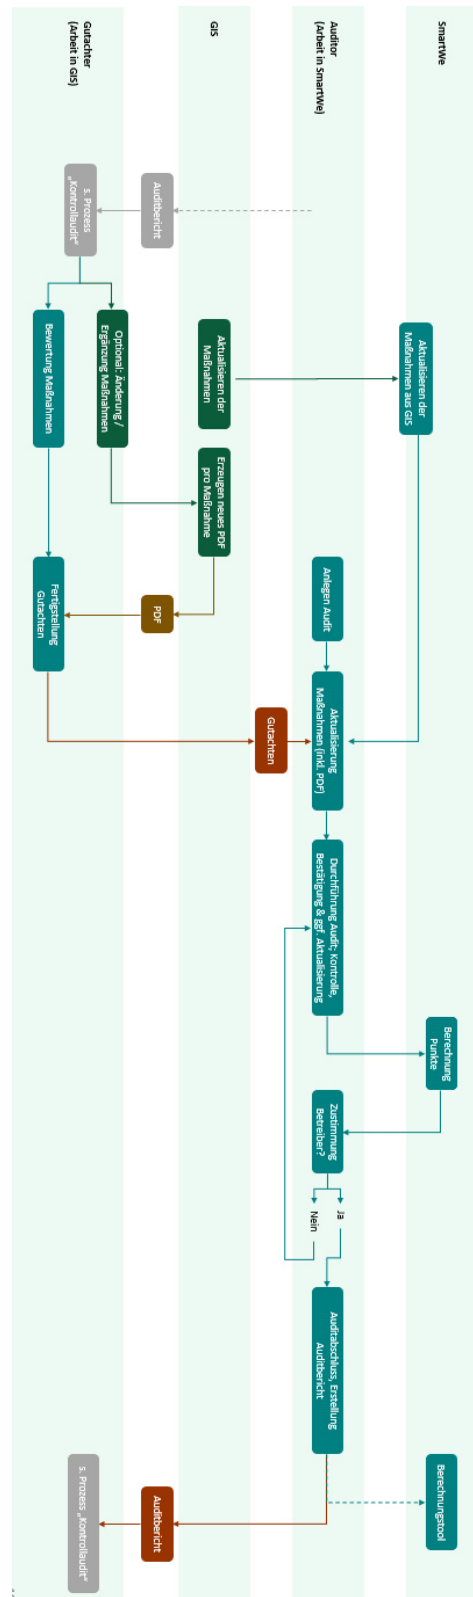 SmartWe
Aktualisieren der
Maßnahmen aus GIS
Berechnung
Punkte
Berechnungstool
Auditor
(Arbeit in SmartWe)
Anlegen Audit
Aktualisierung
Maßnahmen (inkl. PDF)
Durchführung Audit; Kontrolle,
Bestätigung & ggf. Aktualisierung
Zustimmung
Betreiber?
Ja
Nein
Auditabschluss, Erstellung
Auditbericht
Gutachten
GIS
Aktualisieren der
Maßnahmen
Erzeugen neues PDF
pro Maßnahme
Auditbericht
PDF
Auditbericht
Gutachter
(Arbeit in GIS)
s. Prozess
„Kontrollaudit“
Optional: Änderung /
Ergänzung Maßnahmen
Bewertung Maßnahmen
Fertigstellung
Gutachten
s. Prozess „Kontrollaudit“